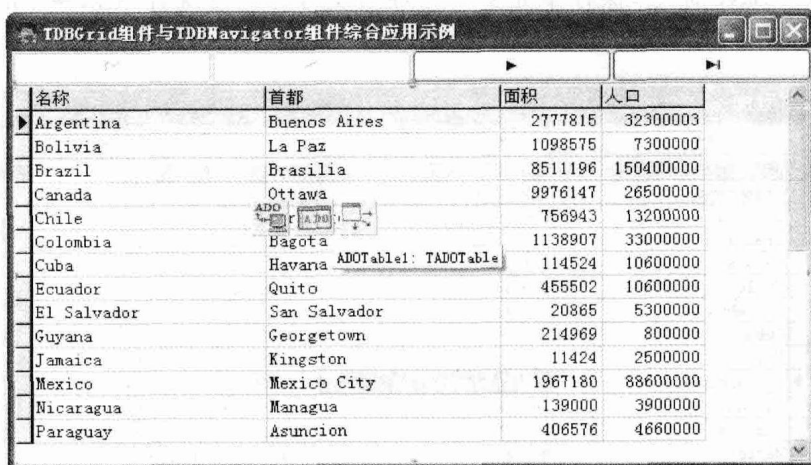 TDBGrid组件与TDBNavigator组件综合应用示例
名称 首都 面积 人口
Argentina Buenos Aires 2777815 32300003
Bolivia La Paz 1098575 7300000
Brazil Brasilia 8511196 150400000
Canada Ottawa 9976147 26500000
ADO
Chile 756943 13200000
ADO
Colombia Bagota 1138907 33000000
ADOTable1: TADOTable
Cuba Havana 114524 10600000
Ecuador Quito 455502 10600000
El Salvador San Salvador 20865 5300000
Guyana Georgetown 214969 800000
Jamaica Kingston 11424 2500000
Mexico Mexico City 1967180 88600000
Nicaragua Managua 139000 3900000
Paraguay Asuncion 406576 4660000